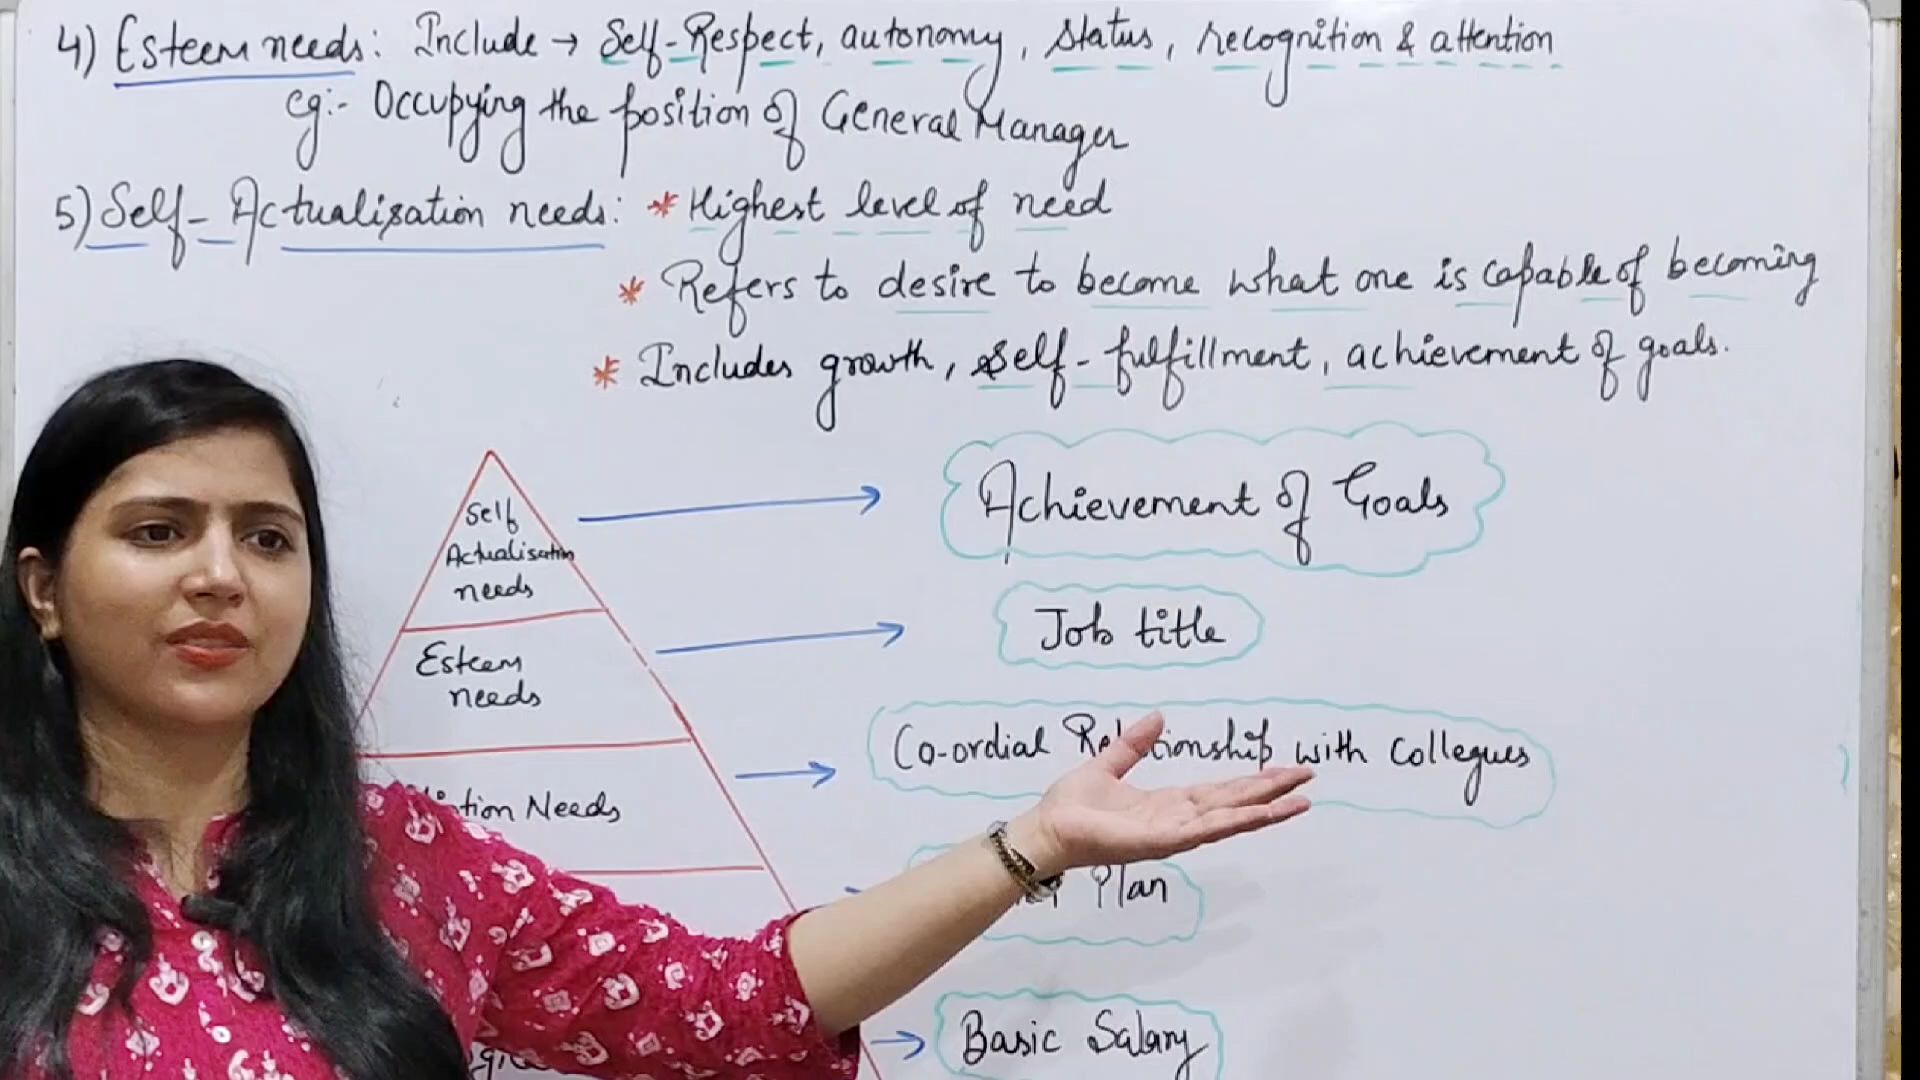 4) Esteem needs: Include → Self-Respect, autonomy, status, recognition & attention
eg:- Occupying the position of General Manager
5) Self-Actualisation needs: * Highest level of need
* Refers to desire to become what one is capable of becoming
* Includes growth, self-fulfillment, achievement of goals.
Self
Actualisation
needs
Achievement of Goals
Esteem
needs
Job title
Needs
Co-ordial Relationship with Collegues
Plan
Basic Salary